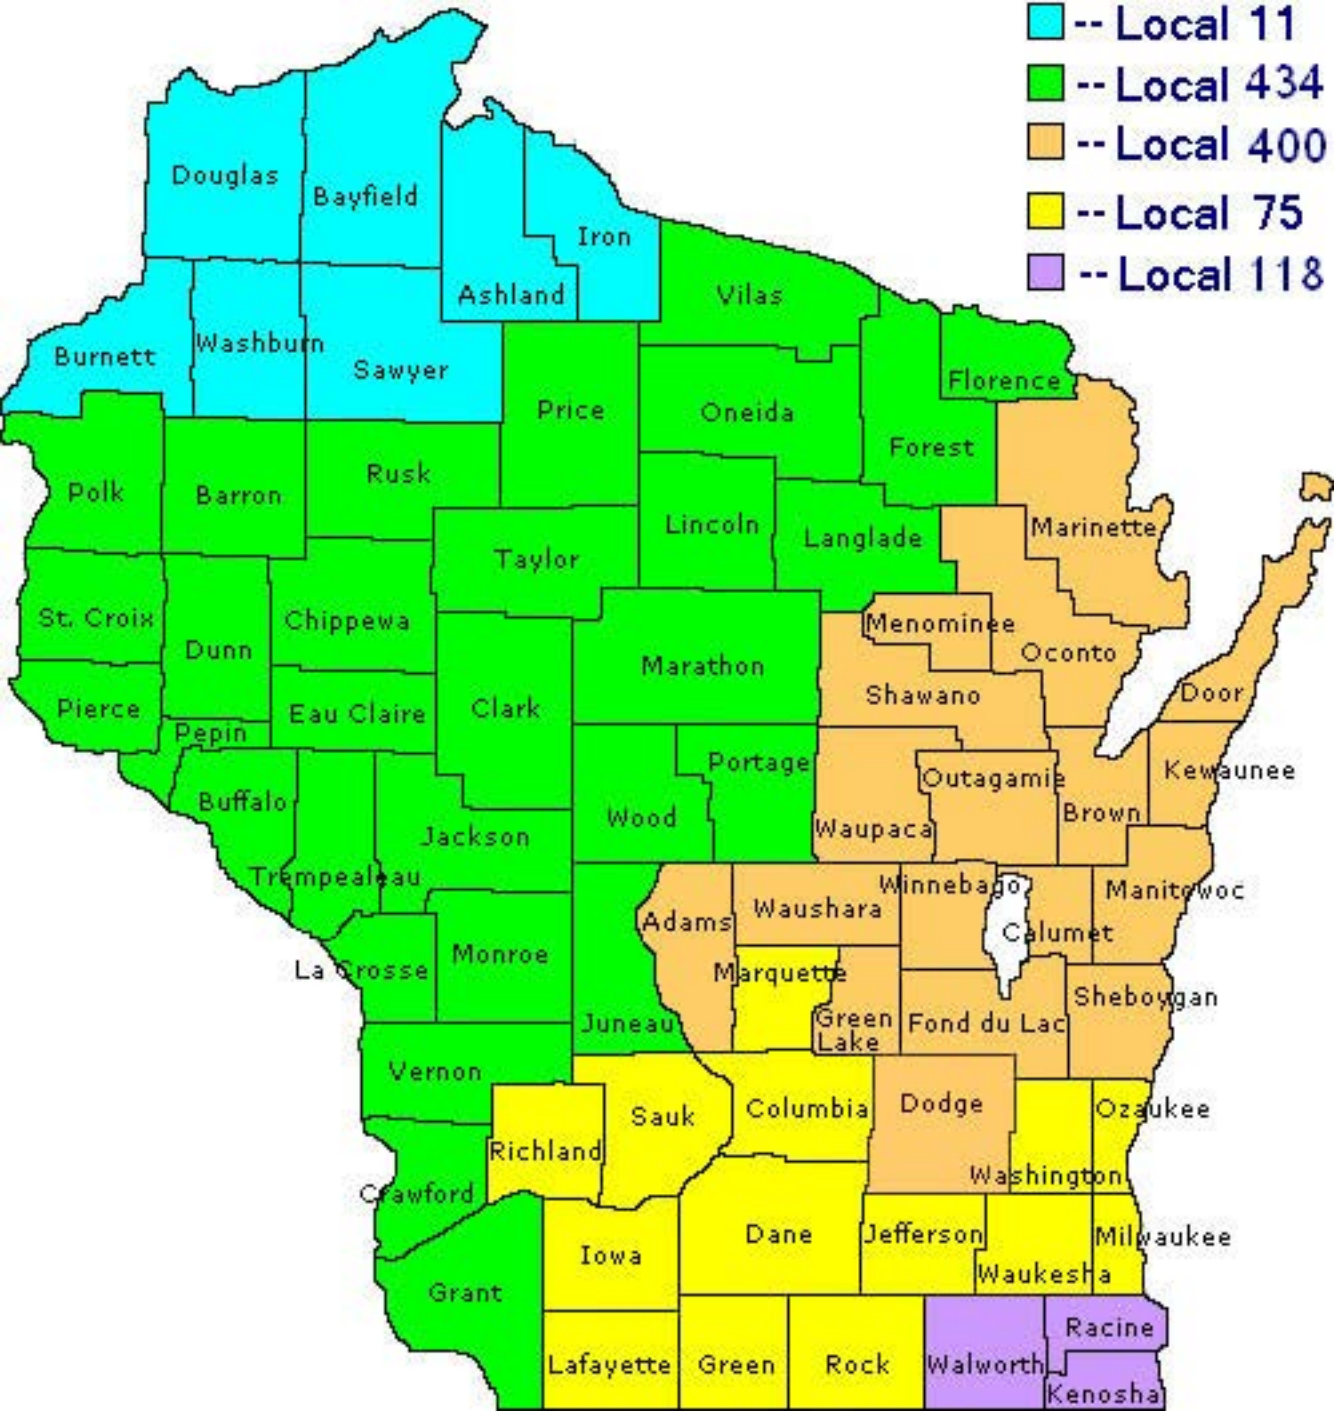 -- Local 11
-- Local 434
-- Local 400
-- Local 75
-- Local 118
Douglas
Bayfield
Iron
Ashland
Vilas
Burnett
Washburn
Sawyer
Florence
Price
Oneida
Forest
Polk
Barron
Rusk
Lincoln
Langlade
Marinette
Taylor
St. Croix
Dunn
Chippewa
Menominee
Oconto
Marathon
Shawano
Door
Pierce
Eau Claire
Clark
Pepin
Portage
Outagamie
Kewaunee
Buffalo
Wood
Brown
Waupaca
Jackson
Trempealeau
Winnebago
Manitowoc
Waushara
Adams
Calumet
Monroe
La Crosse
Marquette
Sheboygan
Juneau
Green
Lake
Fond du Lac
Vernon
Sauk
Columbia
Dodge
Ozaukee
Richland
Washington
Crawford
Dane
Jefferson
Milwaukee
Iowa
Waukesha
Grant
Racine
Lafayette
Green
Rock
Walworth
Kenosha